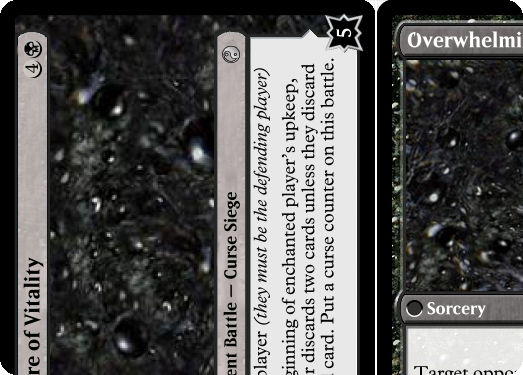 re of Vitality
4
ent Battle – Curse Siege
player (they must be the defending player)
ginning of enchanted player's upkeep,
r discards two cards unless they discard
card. Put a curse counter on this battle.
5
Overwhelmi
Sorcery
Target oppo